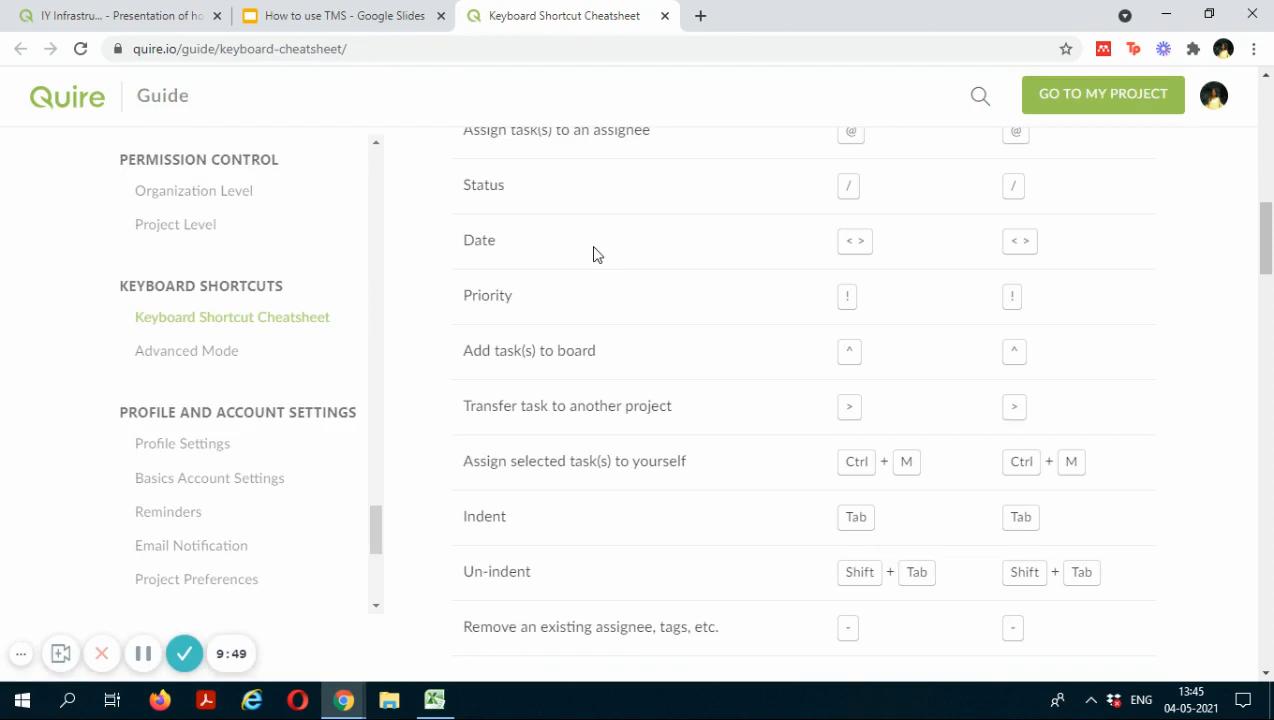 IY Infrastru... - Presentation of ho
How to use TMS - Google Slides
Keyboard Shortcut Cheatsheet
quire.io/guide/keyboard-cheatsheet/
Tp
Quire
Guide
GO TO MY PROJECT
PERMISSION CONTROL
Organization Level
Project Level
KEYBOARD SHORTCUTS
Keyboard Shortcut Cheatsheet
Advanced Mode
PROFILE AND ACCOUNT SETTINGS
Profile Settings
Basics Account Settings
Reminders
Email Notification
Project Preferences
Assign task(s) to an assignee @ @
Status / /
Date < > < >
Priority ! !
Add task(s) to board ^ ^
Transfer task to another project > >
Assign selected task(s) to yourself Ctrl + M Ctrl + M
Indent Tab Tab
Un-indent Shift + Tab Shift + Tab
Remove an existing assignee, tags, etc. - -
9:49
ENG
13:45
04-05-2021